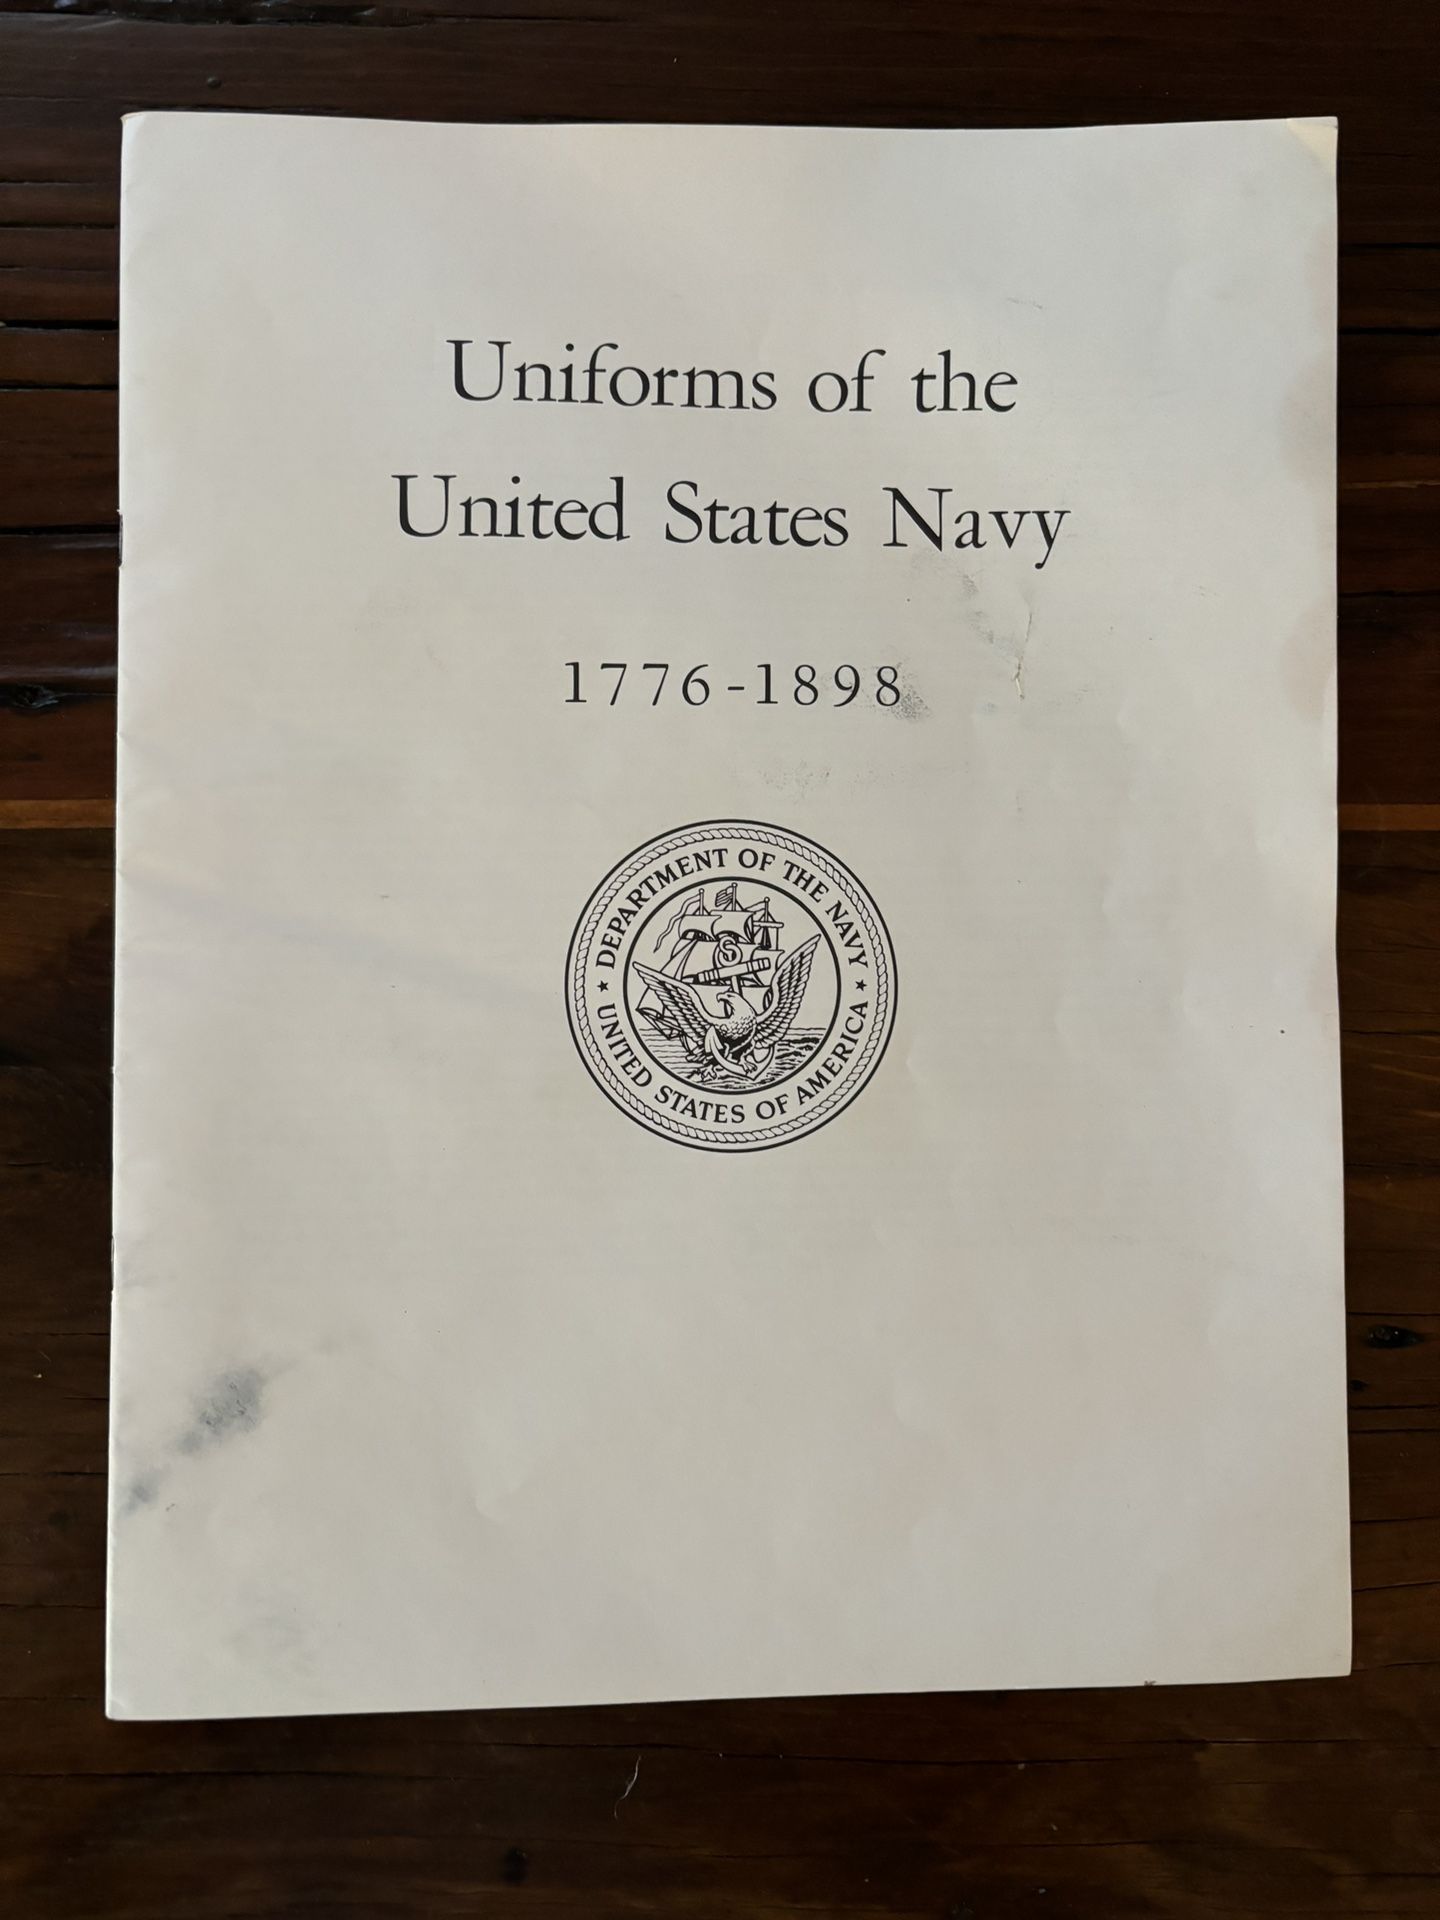 Uniforms of the
United States Navy
1776-1898
DEPARTMENT OF THE NAVY
★ UNITED STATES OF AMERICA ★